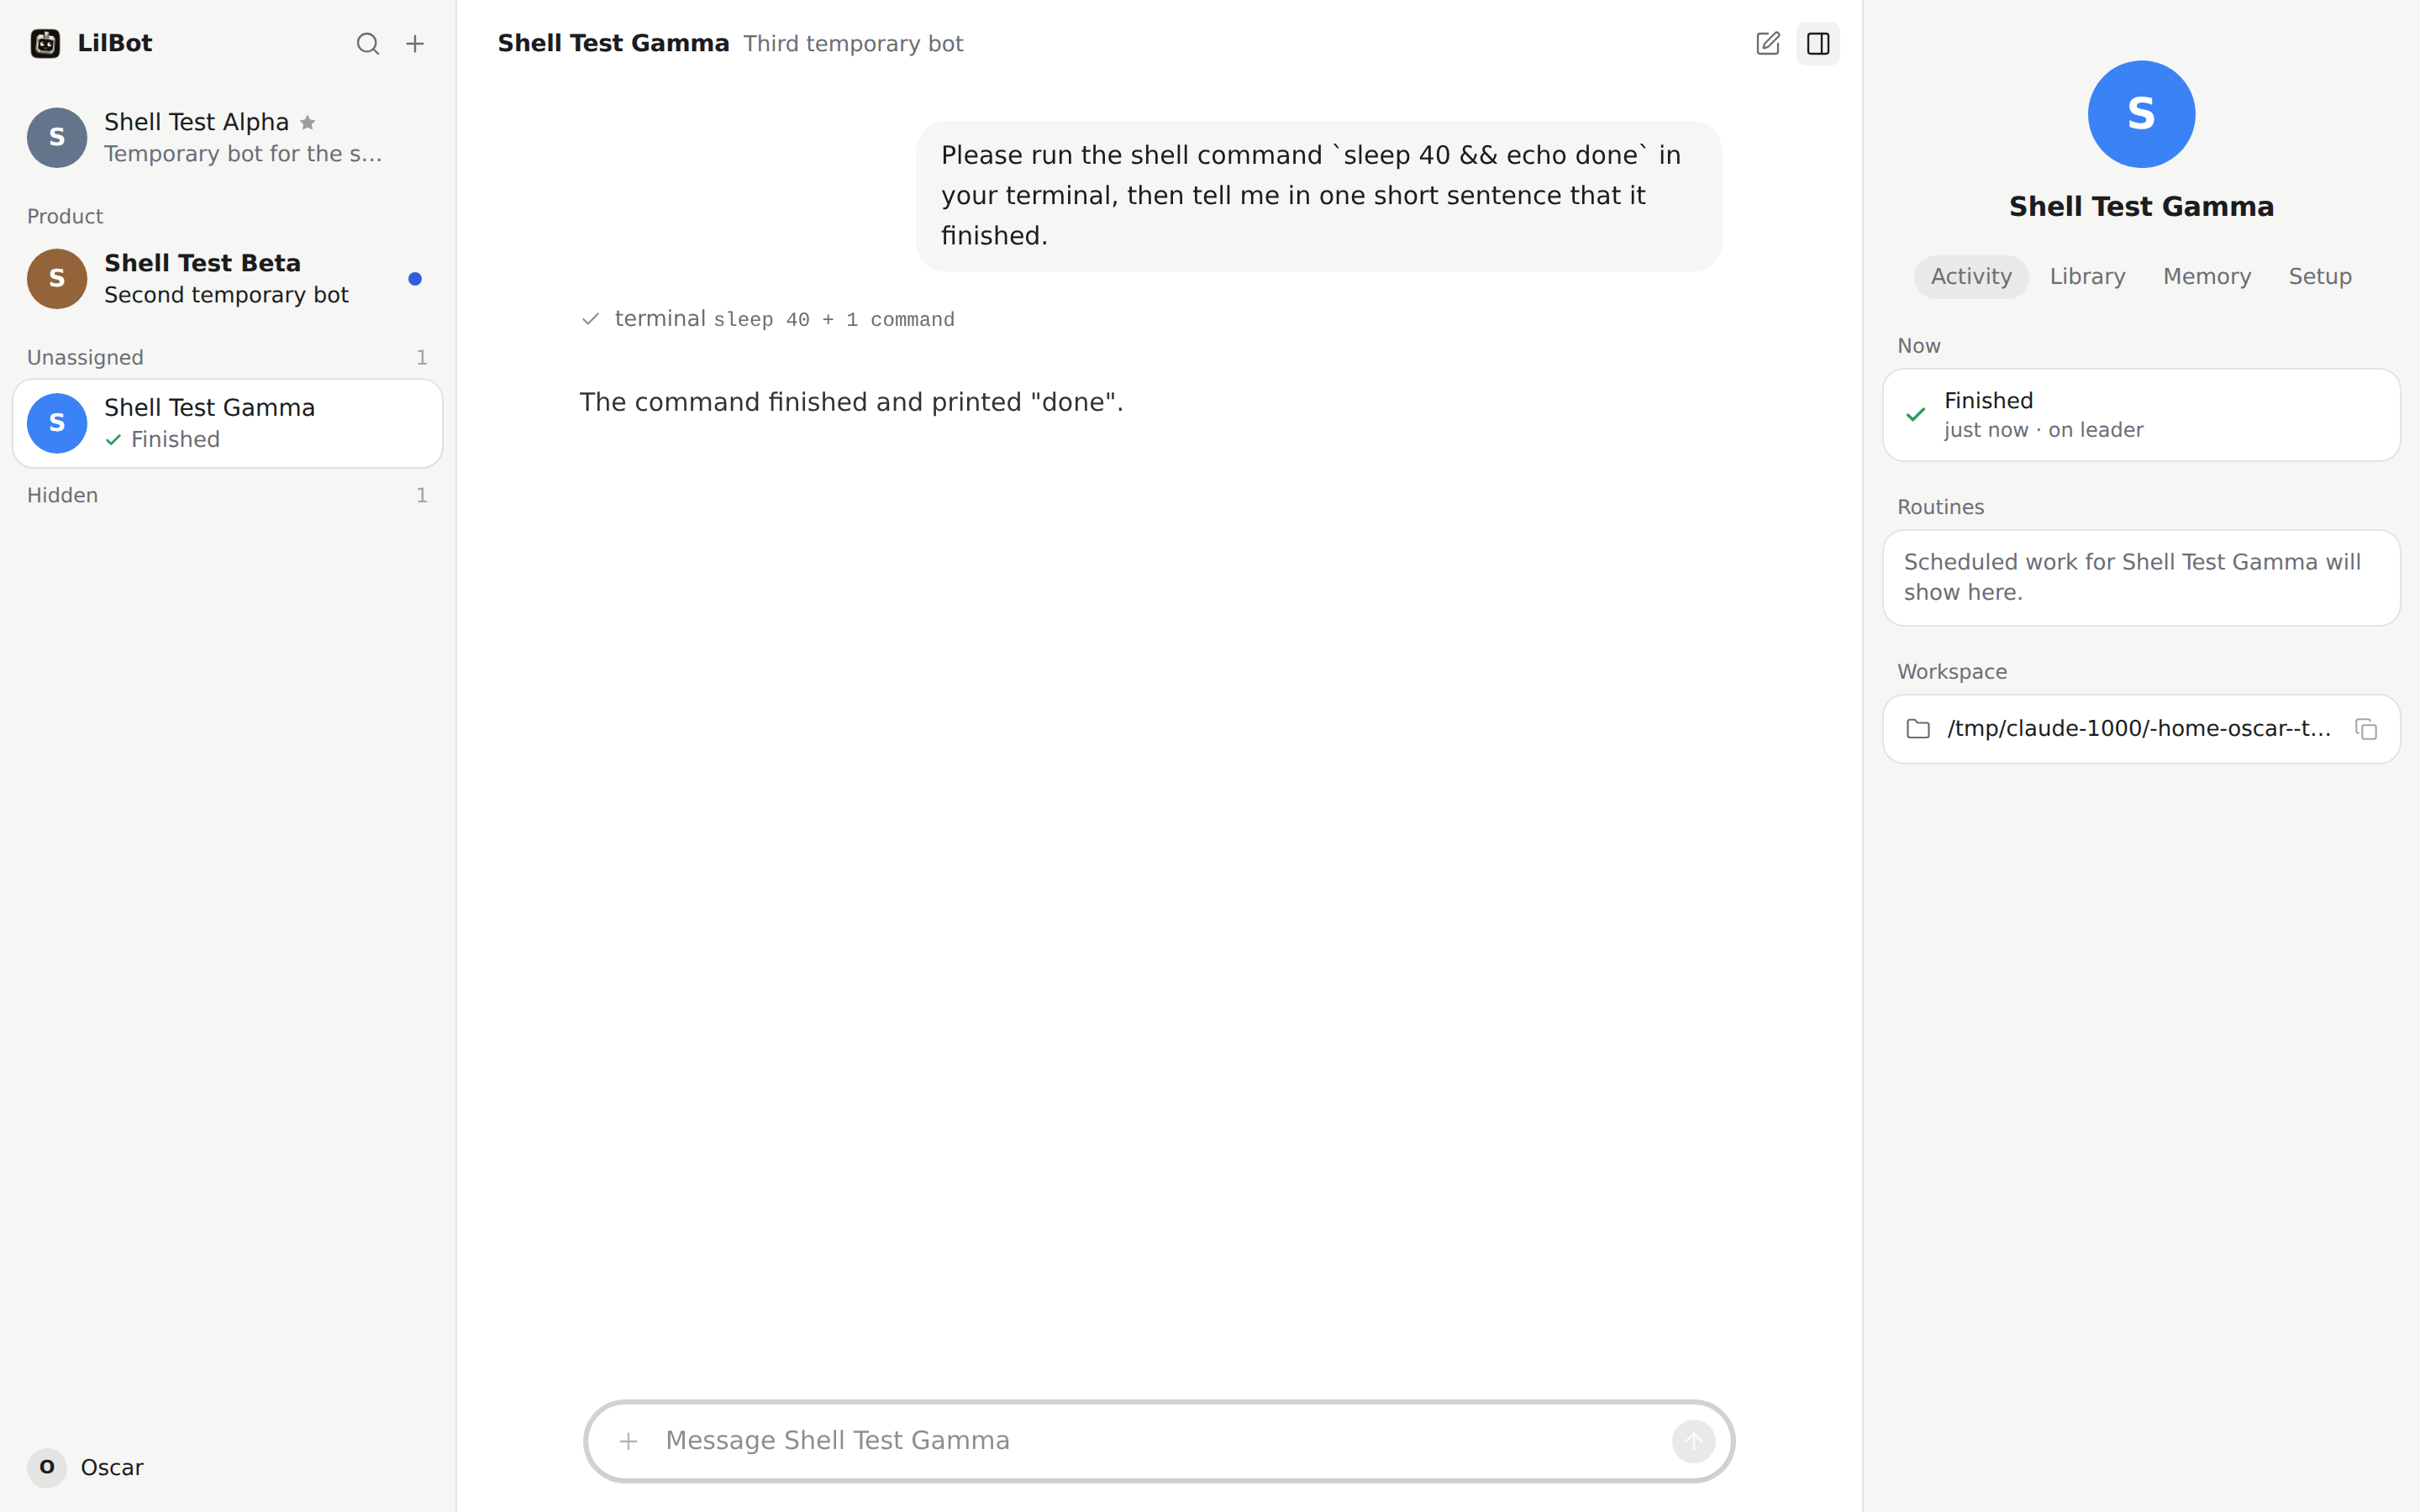 LilBot
S
Shell Test Alpha
Temporary bot for the s...
Product
S
Shell Test Beta
Second temporary bot
Unassigned 1
S
Shell Test Gamma
Finished
Hidden 1
O
Oscar
Shell Test Gamma Third temporary bot
Please run the shell command `sleep 40 && echo done` in
your terminal, then tell me in one short sentence that it
finished.
terminal sleep 40 + 1 command
The command finished and printed "done".
Message Shell Test Gamma
S
Shell Test Gamma
Activity Library Memory Setup
Now
Finished
just now · on leader
Routines
Scheduled work for Shell Test Gamma will
show here.
Workspace
/tmp/claude-1000/-home-oscar--t...